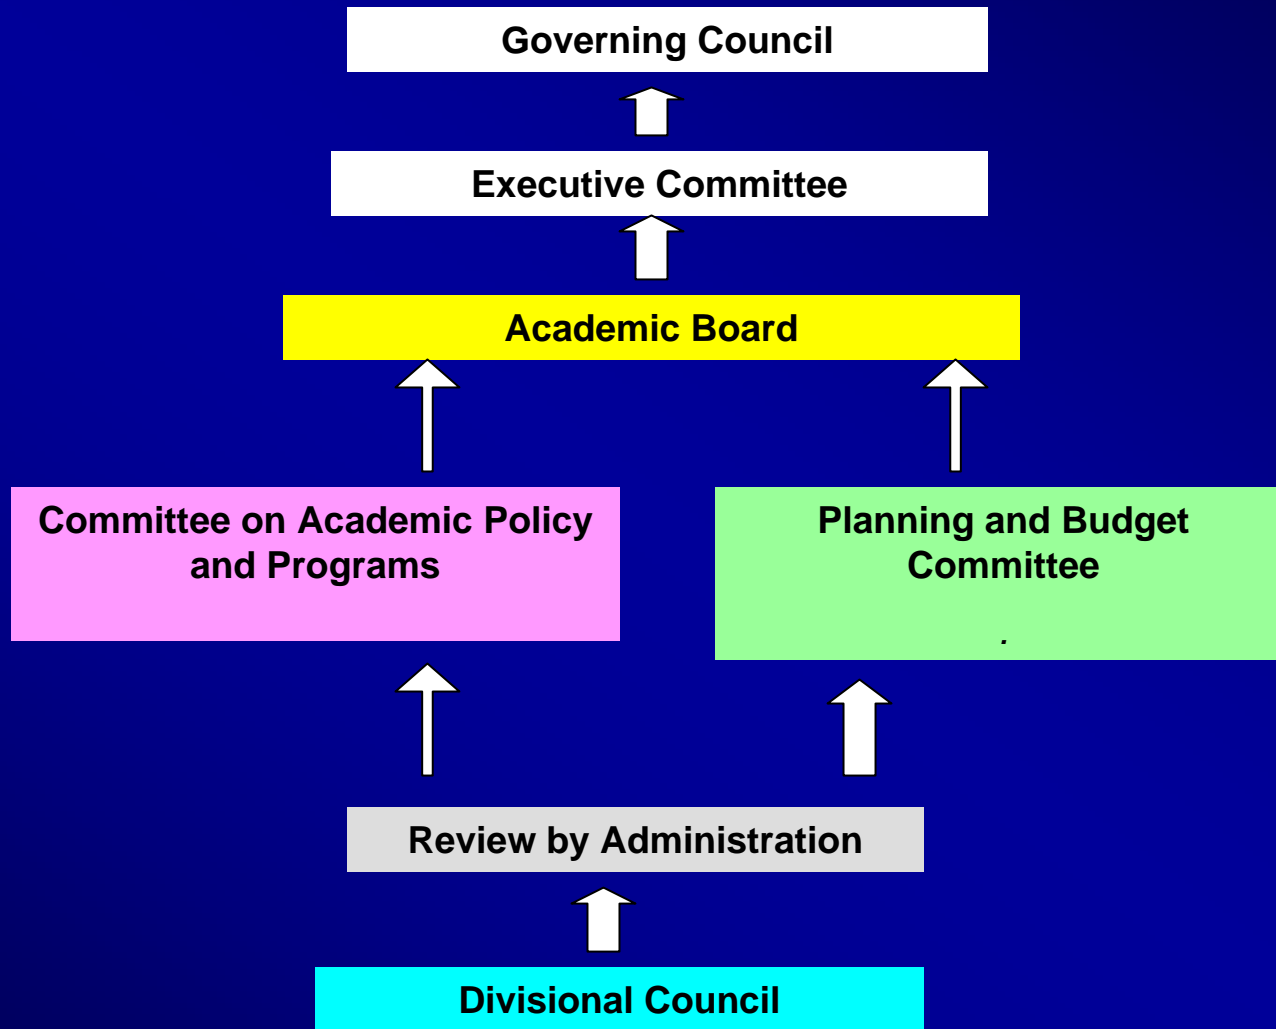 Governing Council
Executive Committee
Academic Board
Committee on Academic Policy
and Programs
Planning and Budget
Committee
.
Review by Administration
Divisional Council